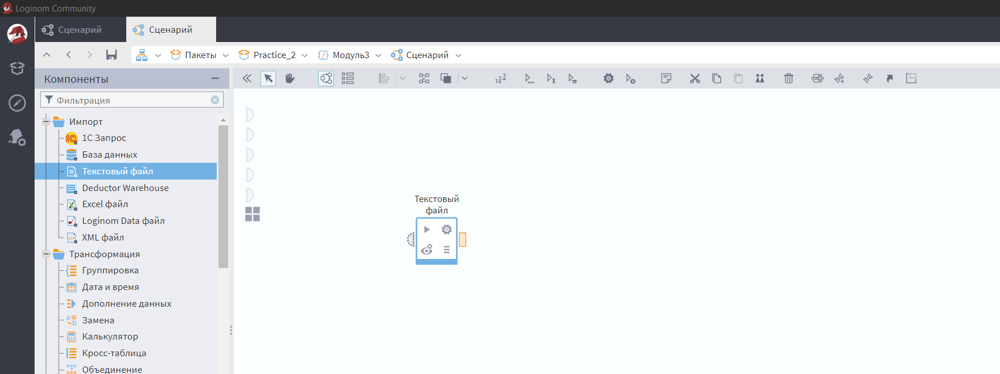 Loginom Community
Сценарий
Сценарий
Пакеты
Practice_2
Модуль3
Сценарий
Компоненты
Фильтрация
Импорт
1С Запрос
База данных
Текстовый файл
Deductor Warehouse
Excel файл
Loginom Data файл
XML файл
Трансформация
Группировка
Дата и время
Дополнение данных
Замена
Калькулятор
Кросс-таблица
Объединение
Текстовый
файл